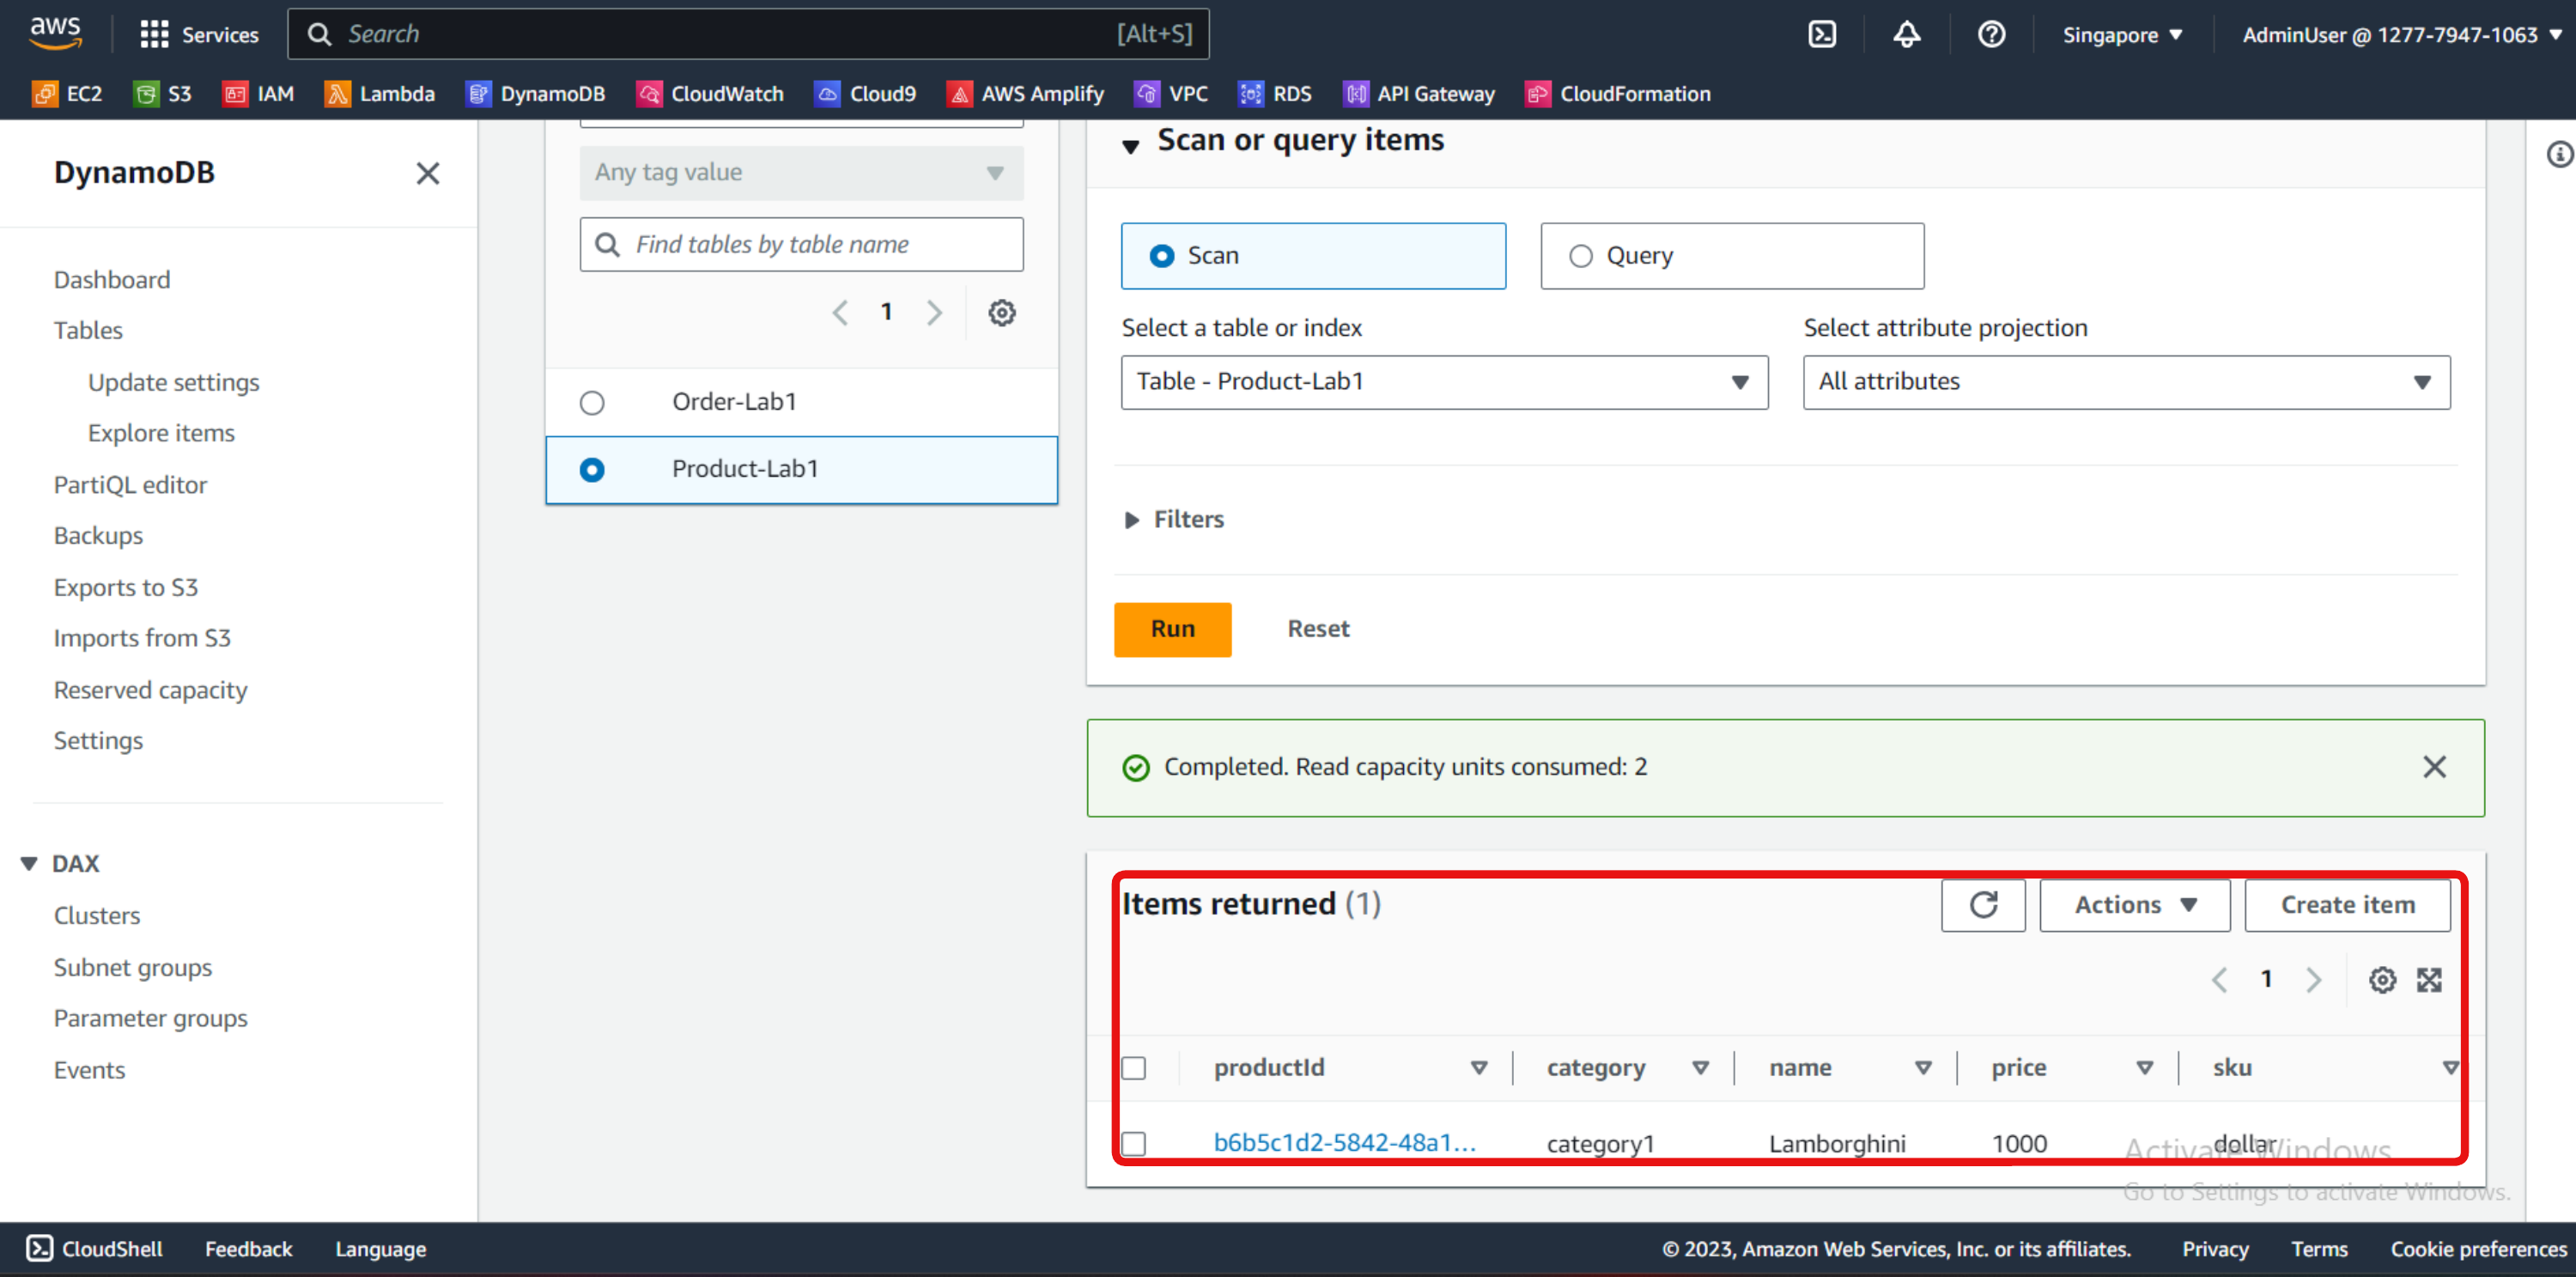 aws
Services
Search
[Alt+S]
Singapore
AdminUser @ 1277-7947-1063
EC2
S3
IAM
Lambda
DynamoDB
CloudWatch
Cloud9
AWS Amplify
VPC
RDS
API Gateway
CloudFormation
DynamoDB
Dashboard
Tables
Update settings
Explore items
PartiQL editor
Backups
Exports to S3
Imports from S3
Reserved capacity
Settings
DAX
Clusters
Subnet groups
Parameter groups
Events
Any tag value
Find tables by table name
1
Order-Lab1
Product-Lab1
Scan or query items
Scan
Query
Select a table or index
Select attribute projection
Table - Product-Lab1
All attributes
Filters
Run
Reset
Completed. Read capacity units consumed: 2
Items returned (1)
Actions
Create item
1
productId
category
name
price
sku
b6b5c1d2-5842-48a1...
category1
Lamborghini
1000
dollar
Activate Windows
Go to Settings to activate Windows.
CloudShell
Feedback
Language
© 2023, Amazon Web Services, Inc. or its affiliates.
Privacy
Terms
Cookie preferences